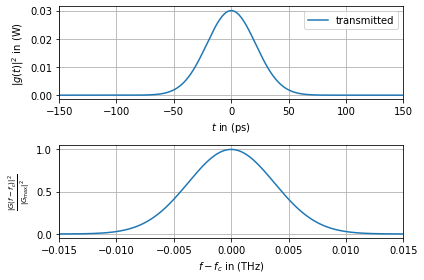 0.03
0.02
0.01
0.00
|g(t)|² in (W)
transmitted
−150 −100 −50 0 50 100 150
t in (ps)
1.0
0.5
0.0
|G(f − f_c)|² / |G_max|²
−0.015 −0.010 −0.005 0.000 0.005 0.010 0.015
f − f_c in (THz)